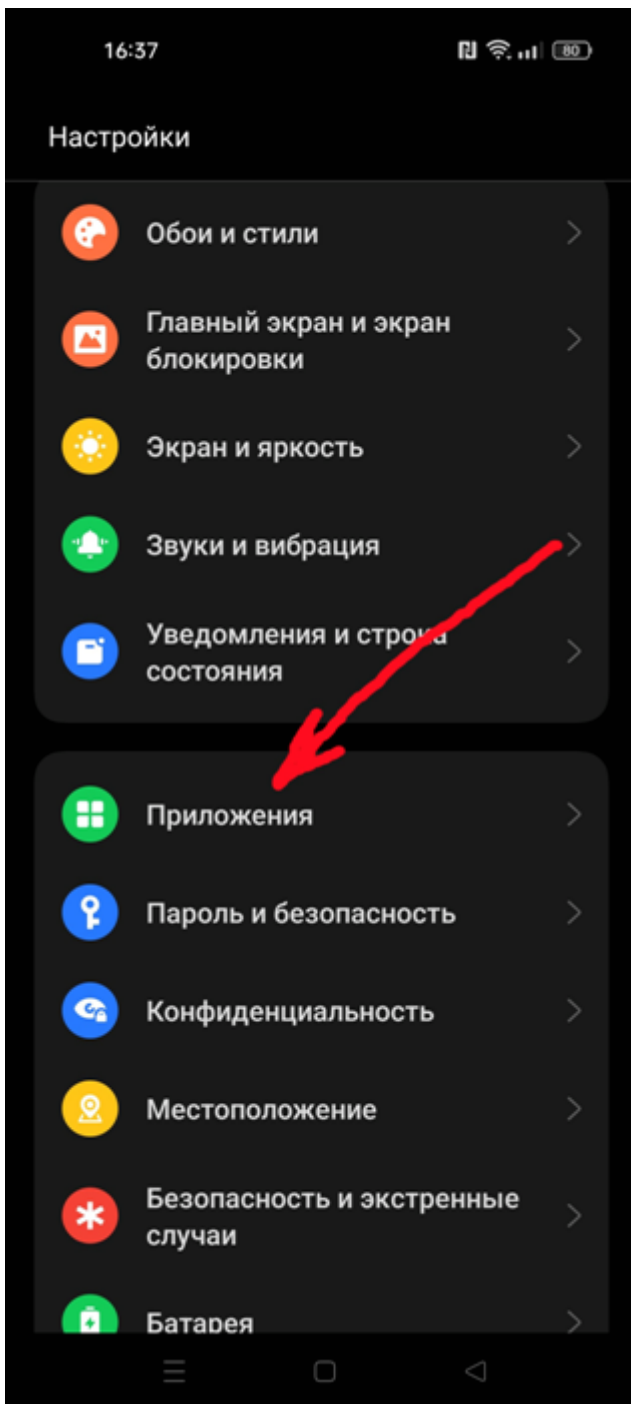 16:37
80
Настройки
Обои и стили
Главный экран и экран
блокировки
Экран и яркость
Звуки и вибрация
Уведомления и строка
состояния
Приложения
Пароль и безопасность
Конфиденциальность
Местоположение
Безопасность и экстренные
случаи
Батарея